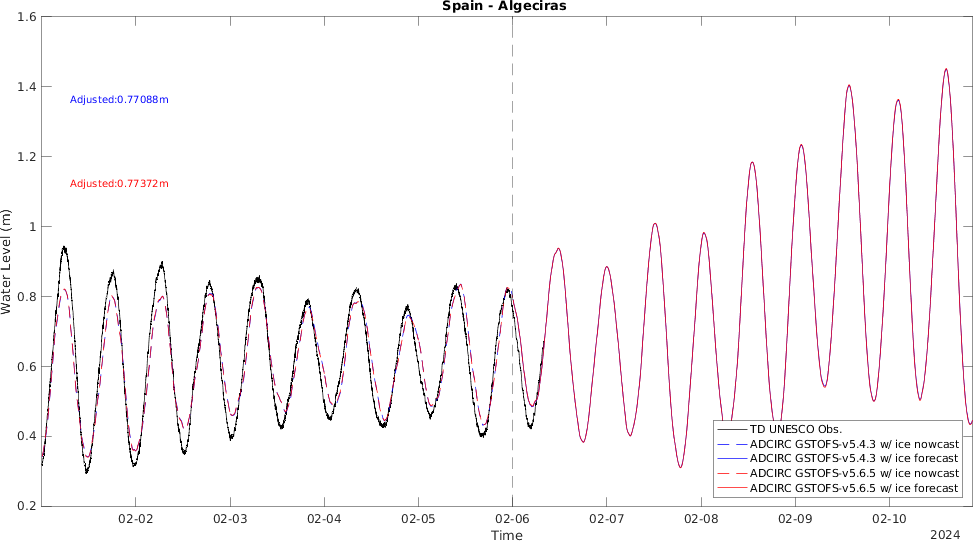 Spain - Algeciras
1.6
1.4
1.2
1
0.8
0.6
0.4
0.2
Water Level (m)
Adjusted:0.77088m
Adjusted:0.77372m
TD UNESCO Obs.
ADCIRC GSTOFS-v5.4.3 w/ ice nowcast
ADCIRC GSTOFS-v5.4.3 w/ ice forecast
ADCIRC GSTOFS-v5.6.5 w/ ice nowcast
ADCIRC GSTOFS-v5.6.5 w/ ice forecast
02-02 02-03 02-04 02-05 02-06 02-07 02-08 02-09 02-10
Time
2024